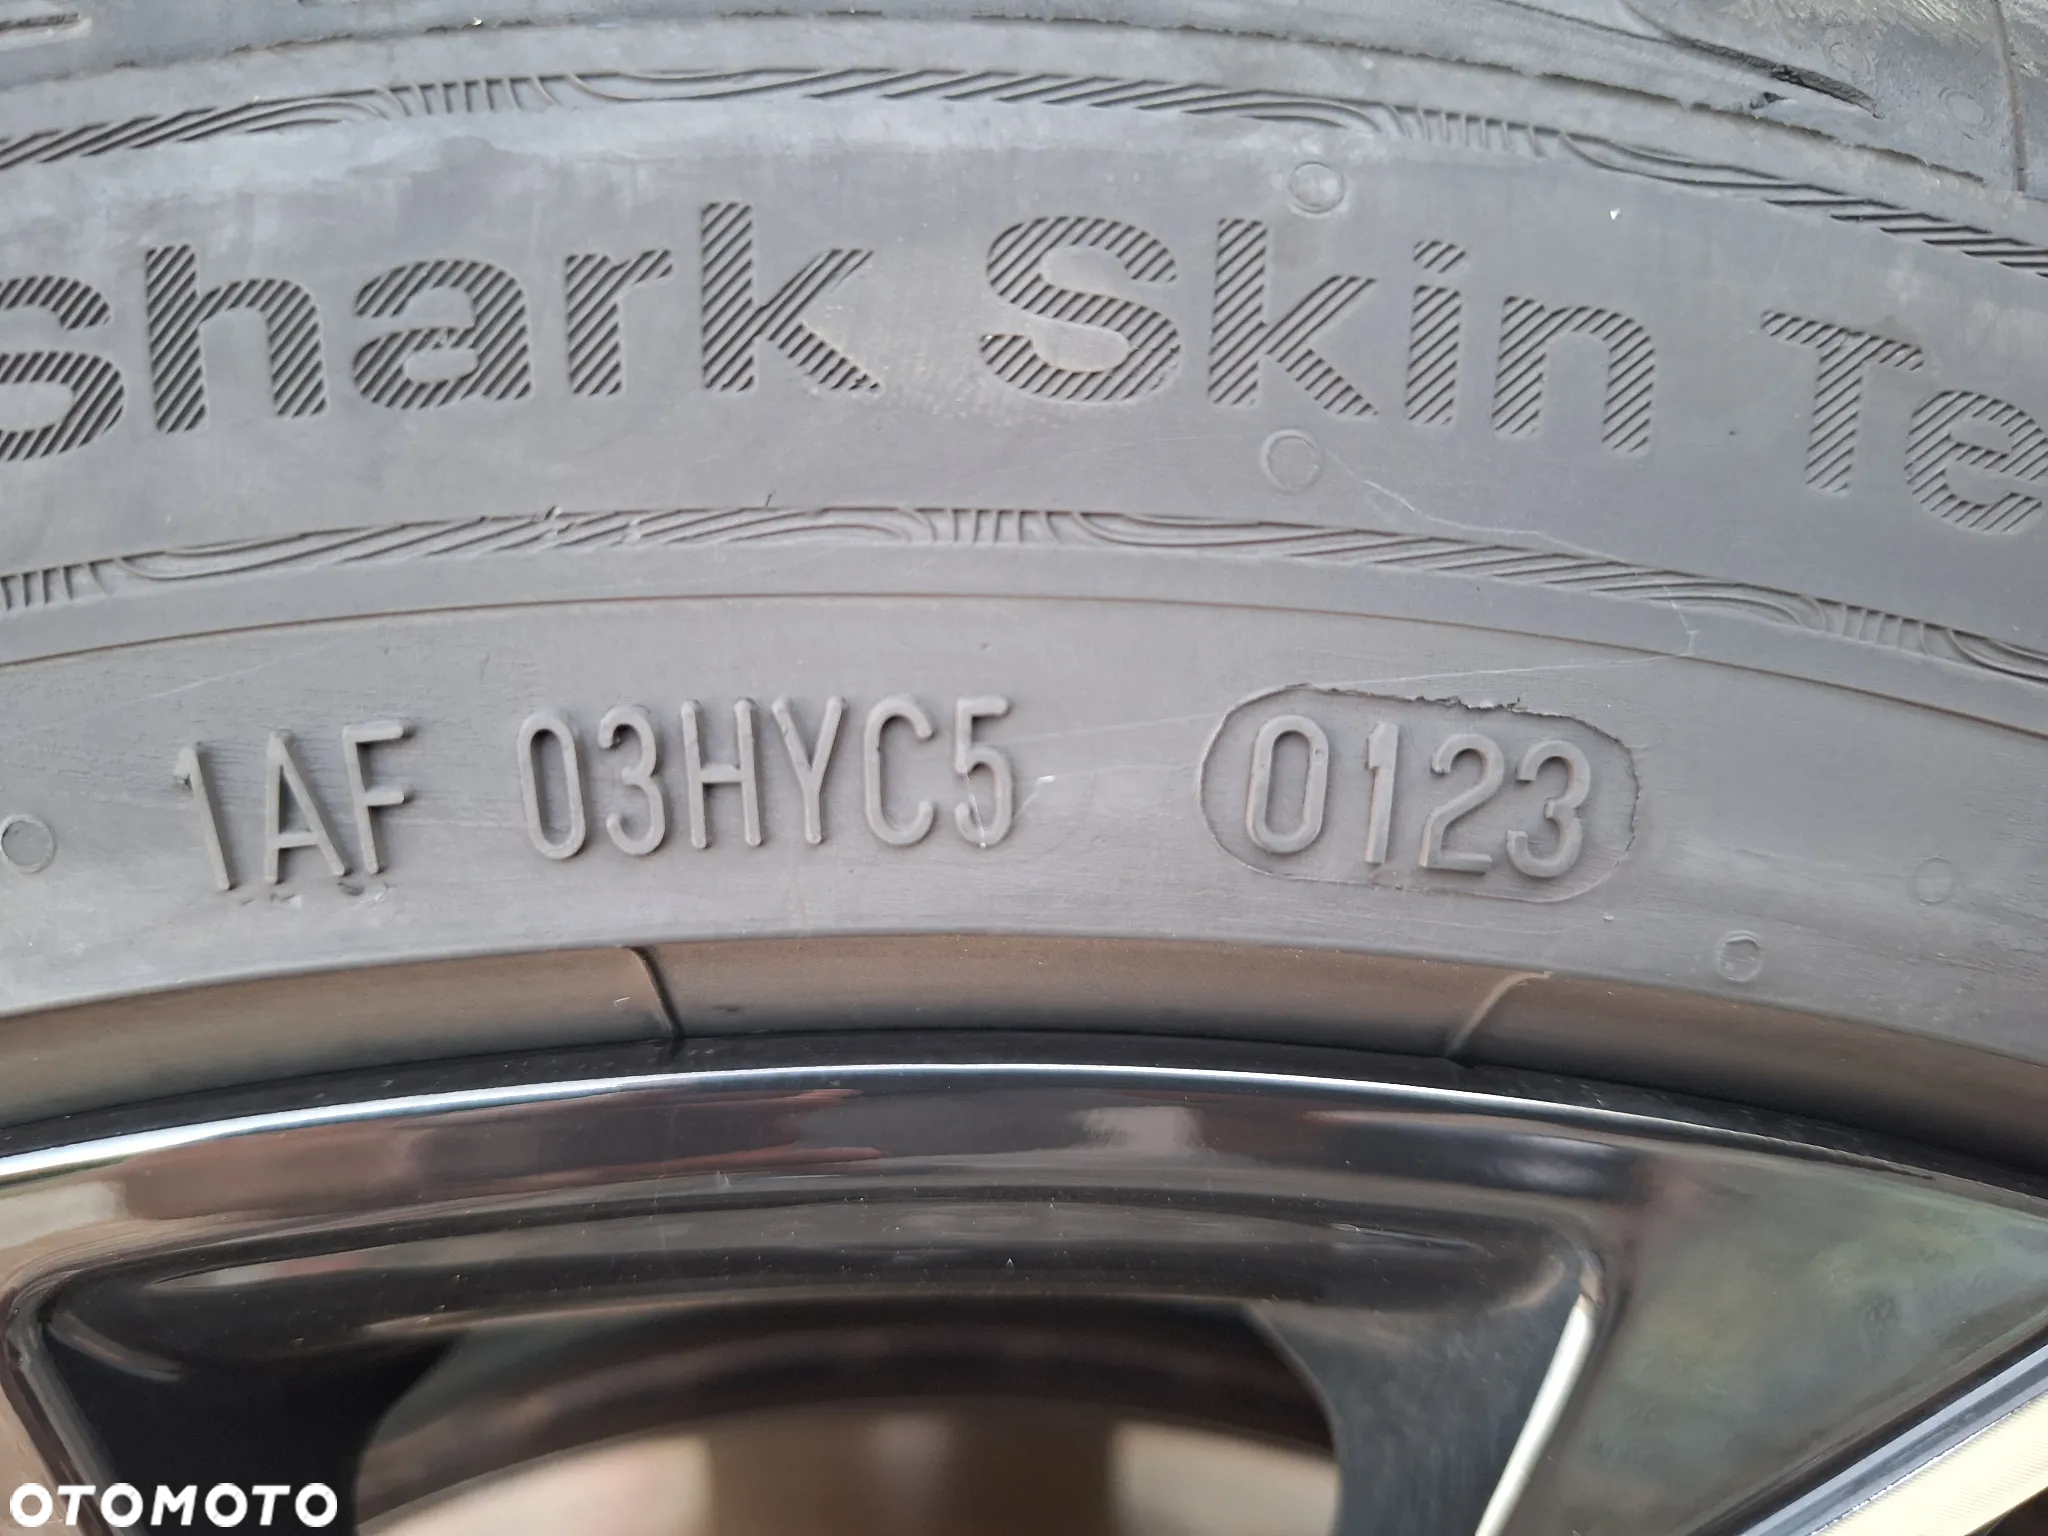 shark Skin Te
1AF 03HYC5 0123
OTOMOTO